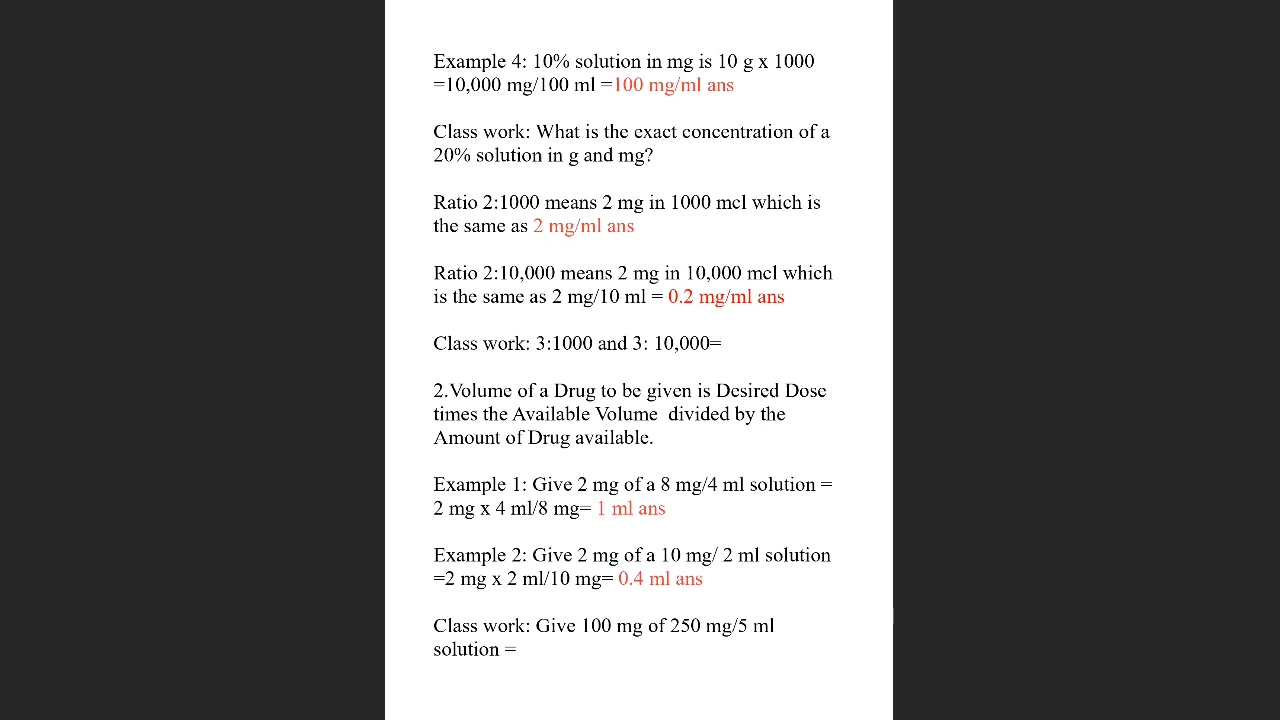 Example 4: 10% solution in mg is 10 g x 1000
=10,000 mg/100 ml =100 mg/ml ans
Class work: What is the exact concentration of a
20% solution in g and mg?
Ratio 2:1000 means 2 mg in 1000 mcl which is
the same as 2 mg/ml ans
Ratio 2:10,000 means 2 mg in 10,000 mcl which
is the same as 2 mg/10 ml = 0.2 mg/ml ans
Class work: 3:1000 and 3: 10,000=
2.Volume of a Drug to be given is Desired Dose
times the Available Volume  divided by the
Amount of Drug available.
Example 1: Give 2 mg of a 8 mg/4 ml solution =
2 mg x 4 ml/8 mg= 1 ml ans
Example 2: Give 2 mg of a 10 mg/ 2 ml solution
=2 mg x 2 ml/10 mg= 0.4 ml ans
Class work: Give 100 mg of 250 mg/5 ml
solution =